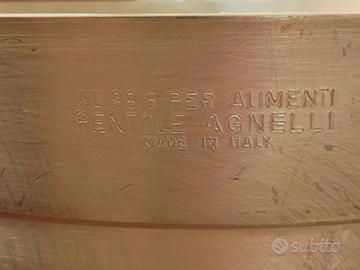 AL.99.5 PER ALIMENTI
PENTOLE AGNELLI
MADE IN ITALY
subito